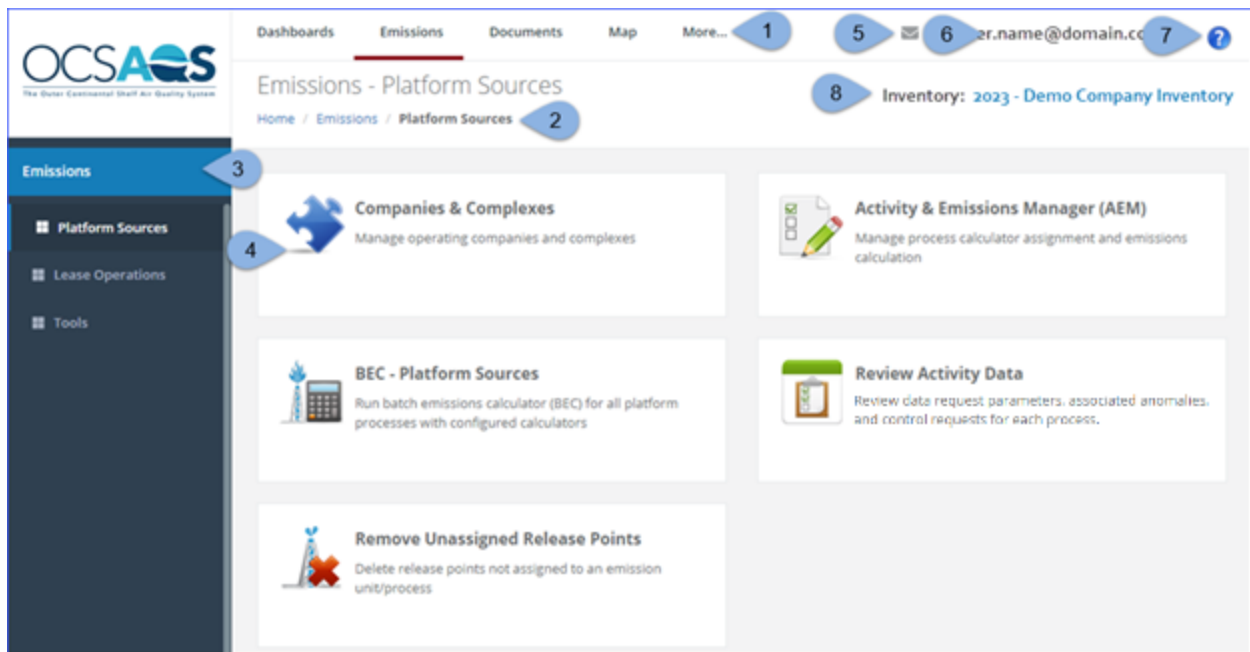 OCSAQS
The Outer Continental Shelf Air Quality System
Dashboards Emissions Documents Map More... 1 5 6 er.name@domain.co 7 ?
Emissions - Platform Sources
8 Inventory: 2023 - Demo Company Inventory
Home / Emissions / Platform Sources 2
Emissions 3
Platform Sources
Lease Operations
Tools
4
Companies & Complexes
Manage operating companies and complexes
Activity & Emissions Manager (AEM)
Manage process calculator assignment and emissions
calculation
BEC - Platform Sources
Run batch emissions calculator (BEC) for all platform
processes with configured calculators
Review Activity Data
Review data request parameters, associated anomalies,
and control requests for each process.
Remove Unassigned Release Points
Delete release points not assigned to an emission
unit/process